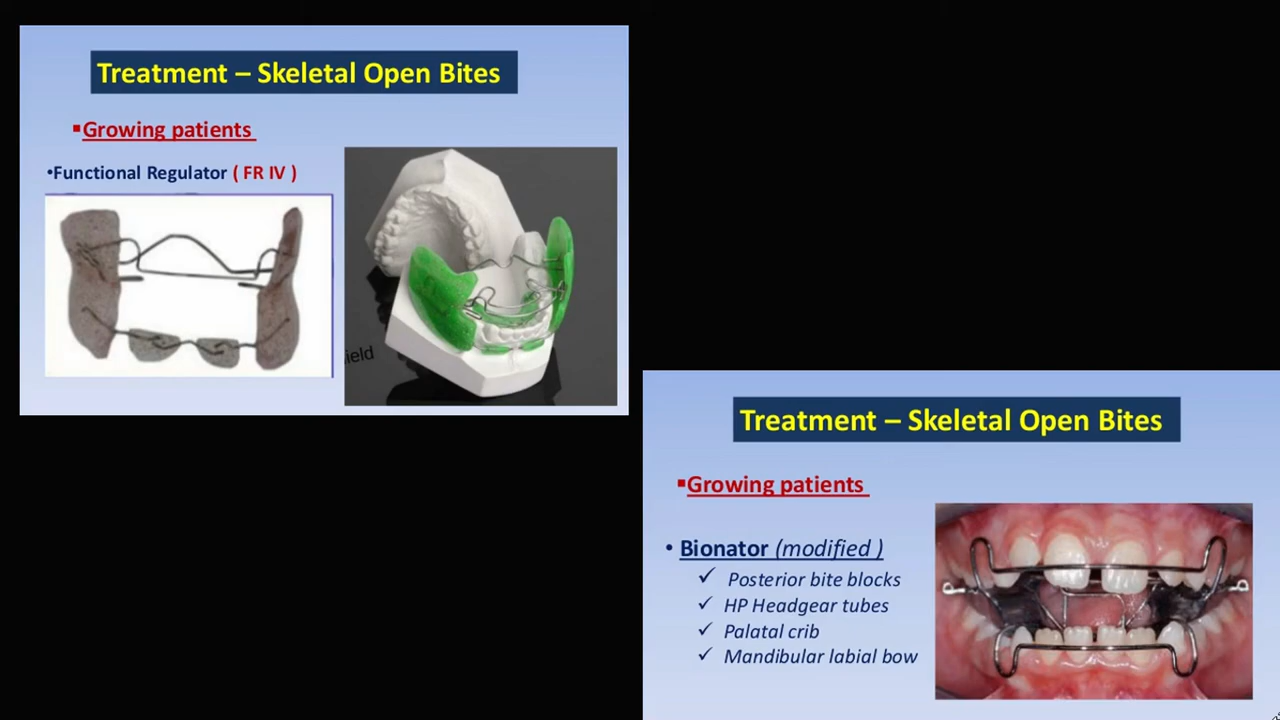 Treatment – Skeletal Open Bites
▪Growing patients
•Functional Regulator ( FR IV )
ield
Treatment – Skeletal Open Bites
▪Growing patients
• Bionator (modified )
✓ Posterior bite blocks
✓ HP Headgear tubes
✓ Palatal crib
✓ Mandibular labial bow